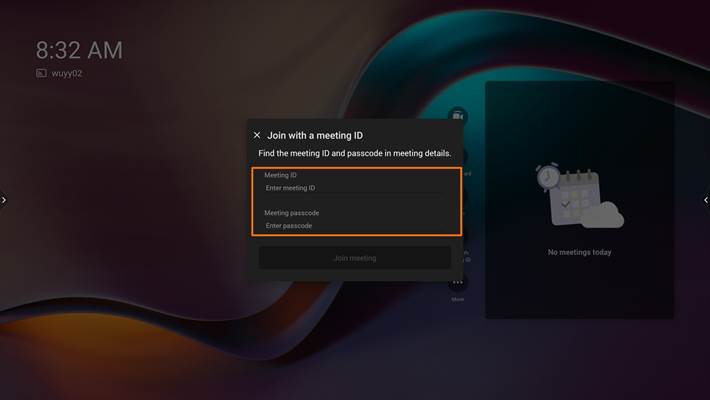 8:32 AM
wuyy02
Join with a meeting ID
Find the meeting ID and passcode in meeting details.
Meeting ID
Enter meeting ID
Meeting passcode
Enter passcode
Join meeting
More
No meetings today